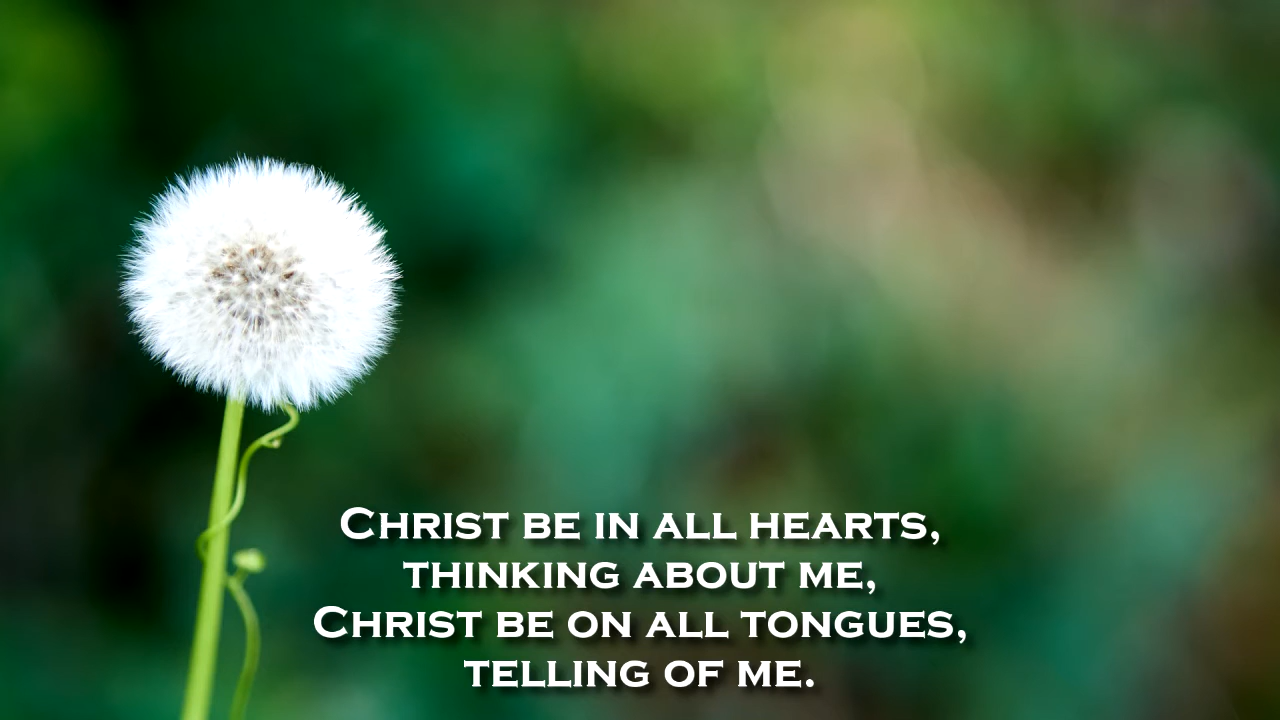 Christ be in all hearts,
thinking about me,
Christ be on all tongues,
telling of me.